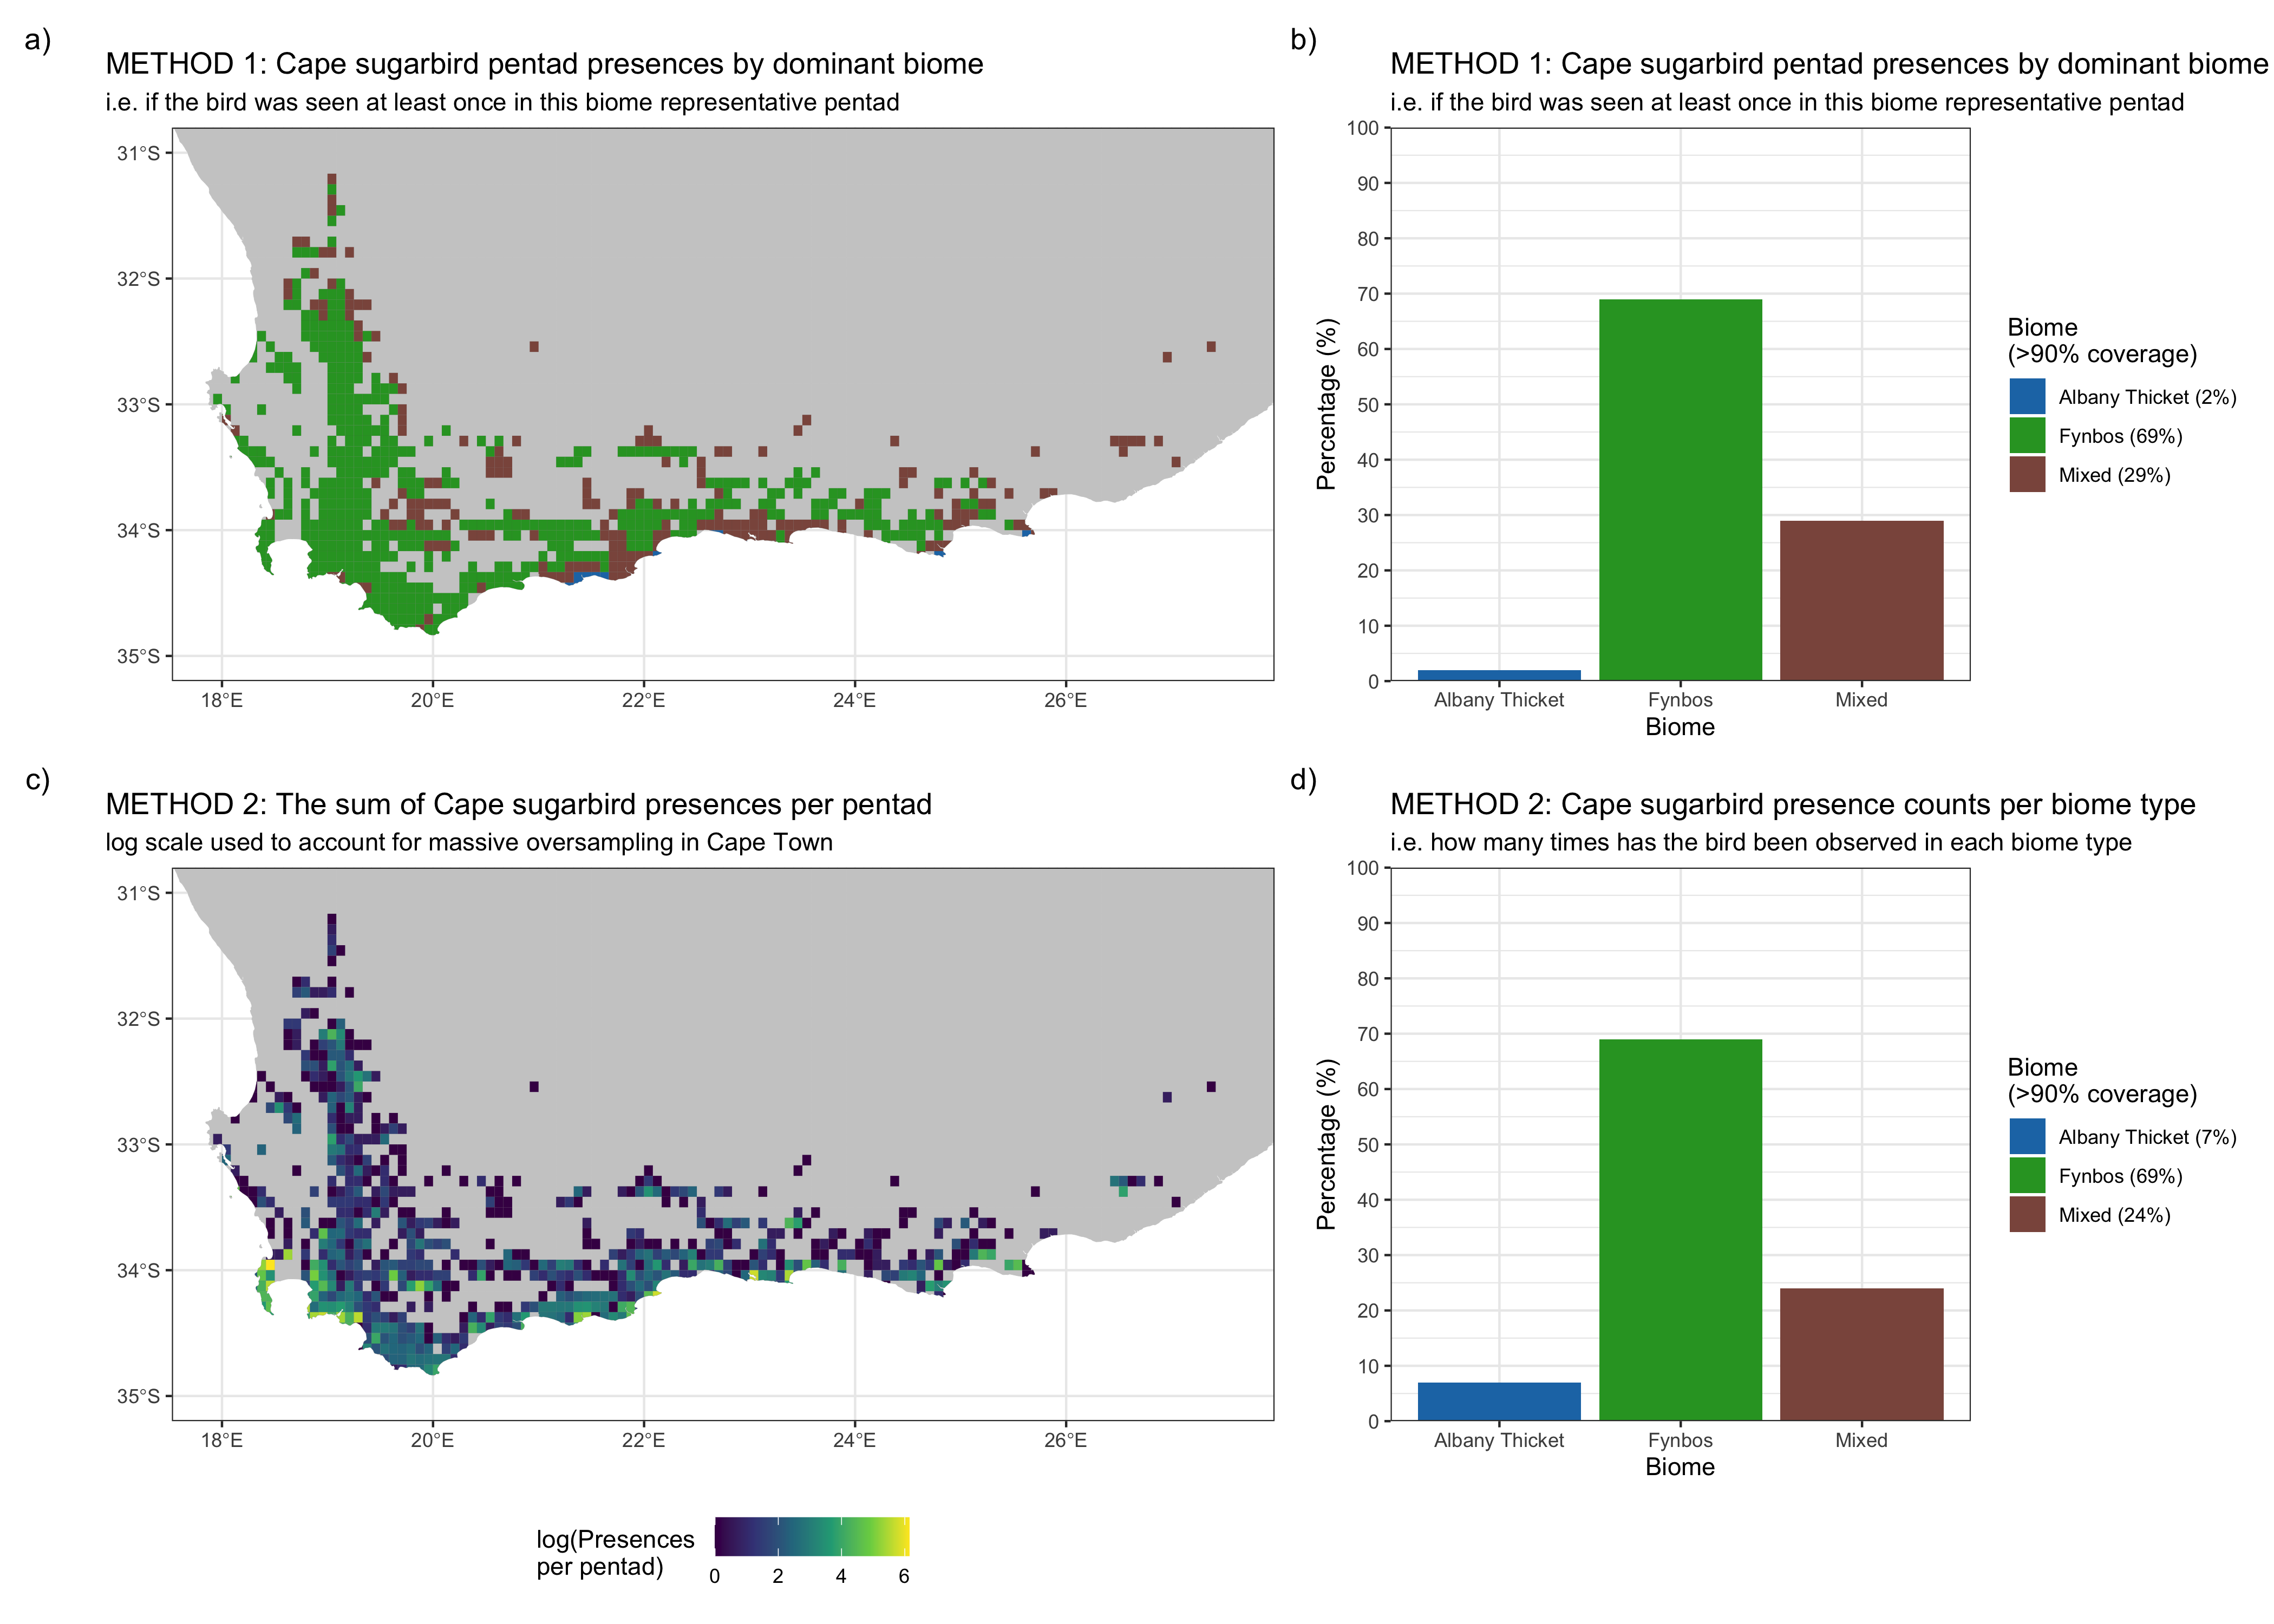 a)
METHOD 1: Cape sugarbird pentad presences by dominant biome
i.e. if the bird was seen at least once in this biome representative pentad
31°S
32°S
33°S
34°S
35°S
18°E
20°E
22°E
24°E
26°E
b)
METHOD 1: Cape sugarbird pentad presences by dominant biome
i.e. if the bird was seen at least once in this biome representative pentad
Percentage (%)
100
90
80
70
60
50
40
30
20
10
0
Albany Thicket
Fynbos
Mixed
Biome
Biome
(>90% coverage)
Albany Thicket (2%)
Fynbos (69%)
Mixed (29%)
c)
METHOD 2: The sum of Cape sugarbird presences per pentad
log scale used to account for massive oversampling in Cape Town
31°S
32°S
33°S
34°S
35°S
18°E
20°E
22°E
24°E
26°E
log(Presences
per pentad)
0
2
4
6
d)
METHOD 2: Cape sugarbird presence counts per biome type
i.e. how many times has the bird been observed in each biome type
Percentage (%)
100
90
80
70
60
50
40
30
20
10
0
Albany Thicket
Fynbos
Mixed
Biome
Biome
(>90% coverage)
Albany Thicket (7%)
Fynbos (69%)
Mixed (24%)